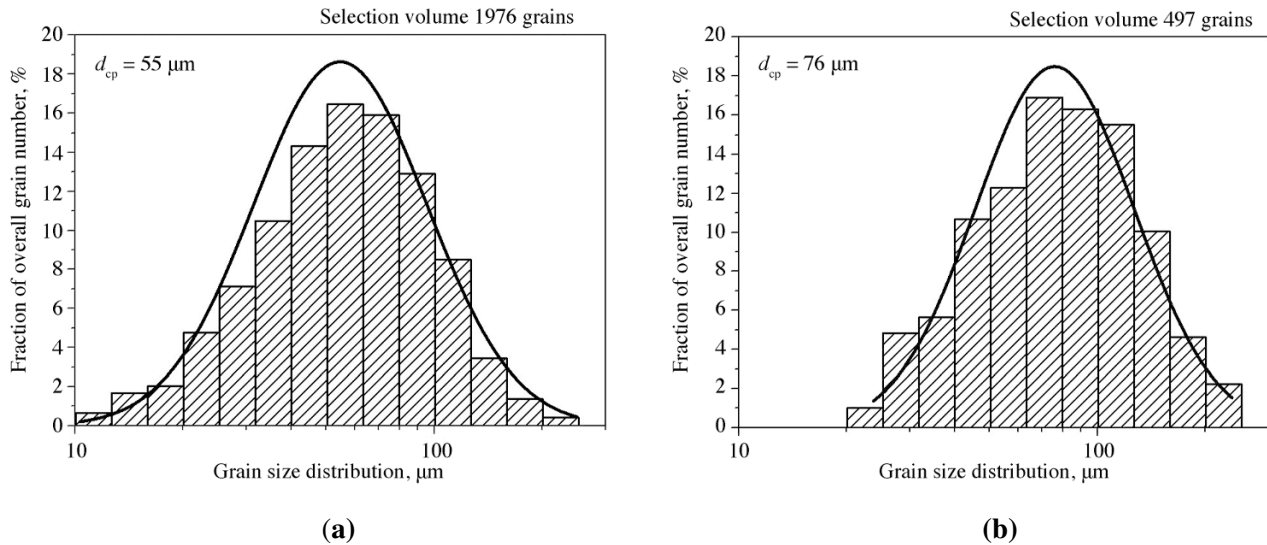 Selection volume 1976 grains
d_cp = 55 µm
Fraction of overall grain number, %
20
18
16
14
12
10
8
6
4
2
0
10 100
Grain size distribution, µm
(a)
Selection volume 497 grains
d_cp = 76 µm
Fraction of overall grain number, %
20
18
16
14
12
10
8
6
4
2
0
10 100
Grain size distribution, µm
(b)